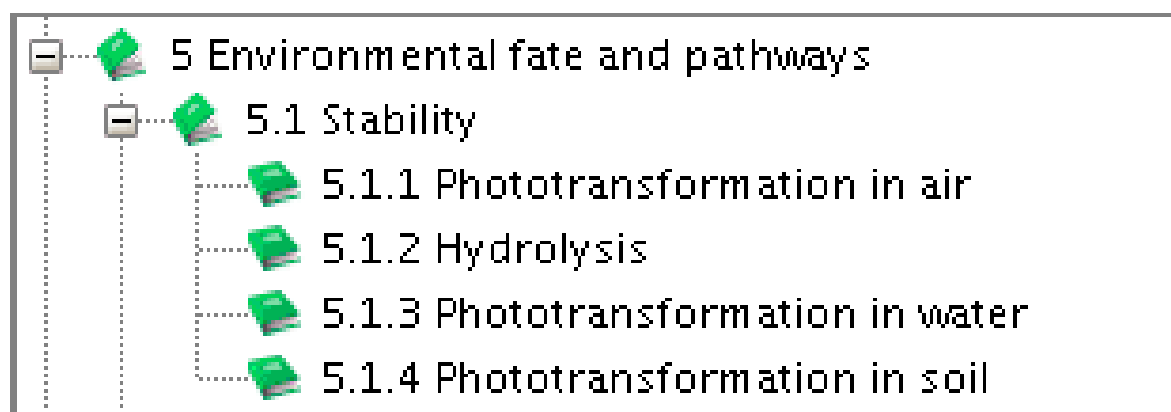 5 Environmental fate and pathways
5.1 Stability
5.1.1 Phototransformation in air
5.1.2 Hydrolysis
5.1.3 Phototransformation in water
5.1.4 Phototransformation in soil